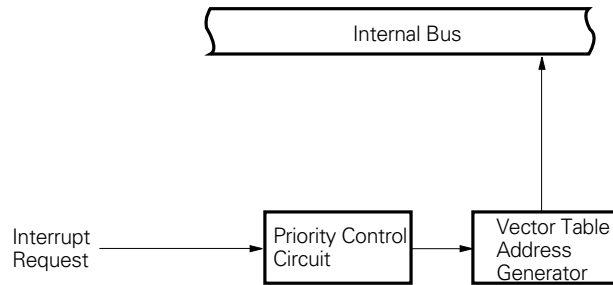 Internal Bus
Interrupt
Request
Priority Control
Circuit
Vector Table
Address
Generator